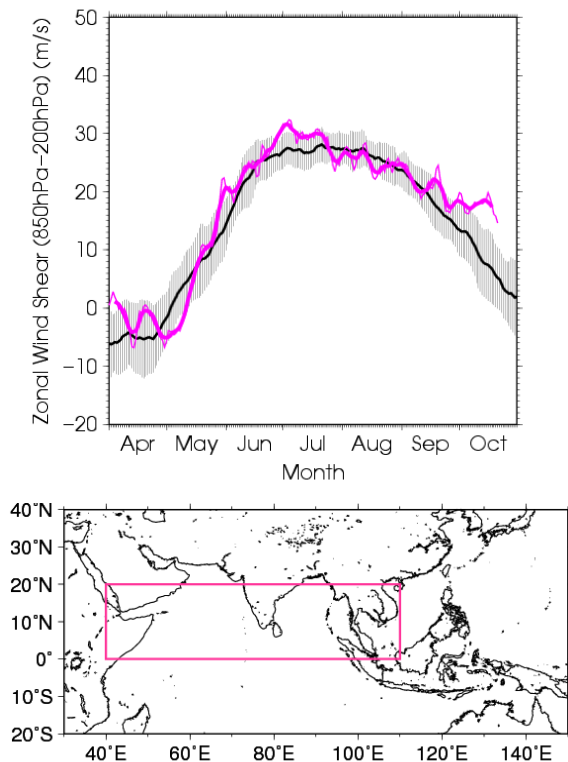 Zonal Wind Shear (850hPa-200hPa) (m/s)
50
40
30
20
10
0
-10
-20
Apr May Jun Jul Aug Sep Oct
Month
40°N
30°N
20°N
10°N
0°
10°S
20°S
40°E 60°E 80°E 100°E 120°E 140°E